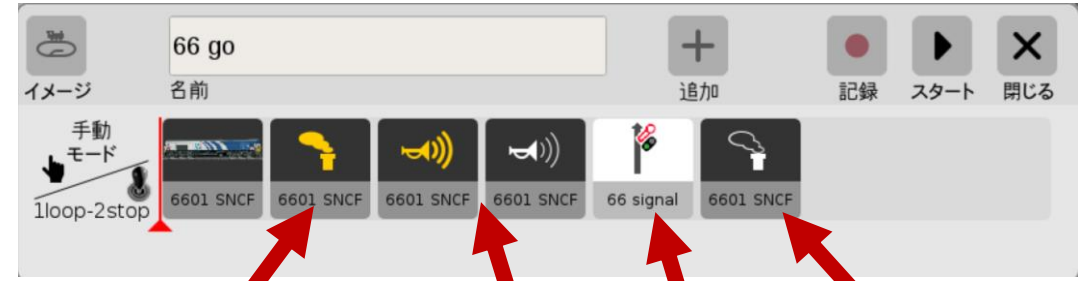 66 go
イメージ
名前
追加
記録
スタート
閉じる
手動
モード
1loop-2stop
6601 SNCF
6601 SNCF
6601 SNCF
6601 SNCF
66 signal
6601 SNCF